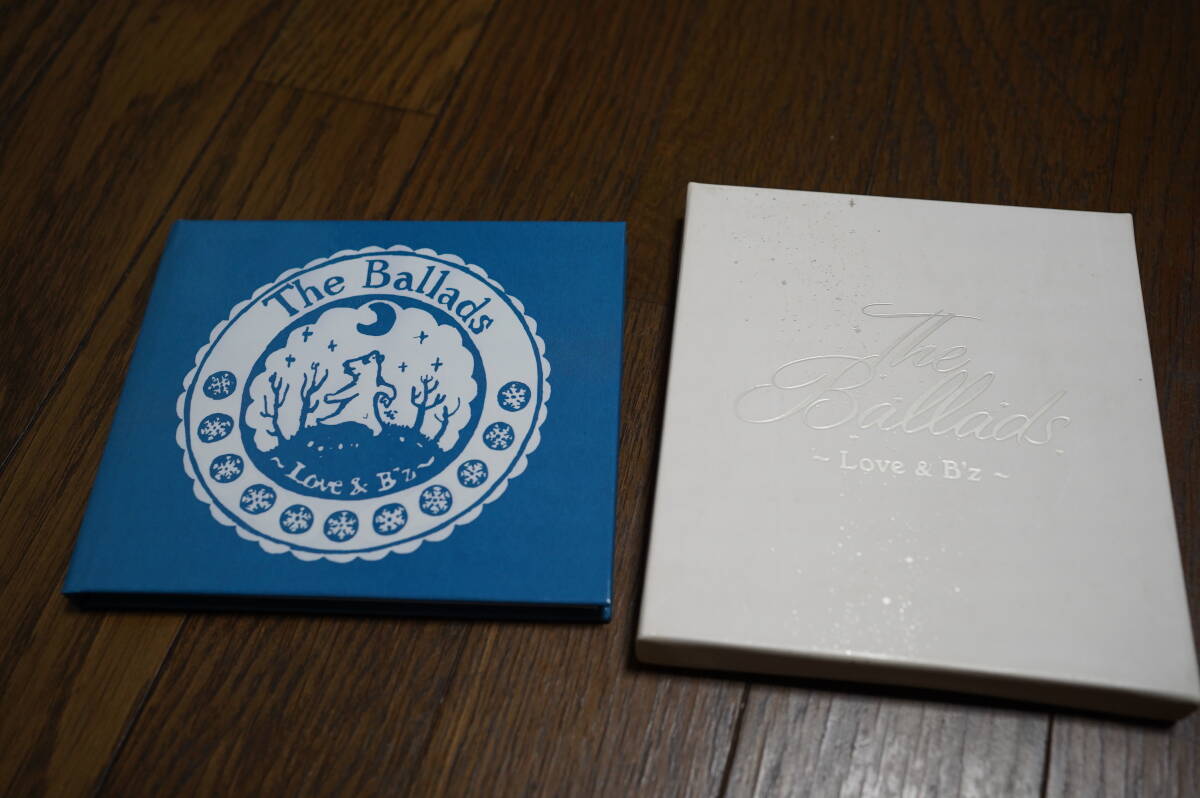 The Ballads
~ Love & B'z ~
The
Ballads
~ Love & B'z ~